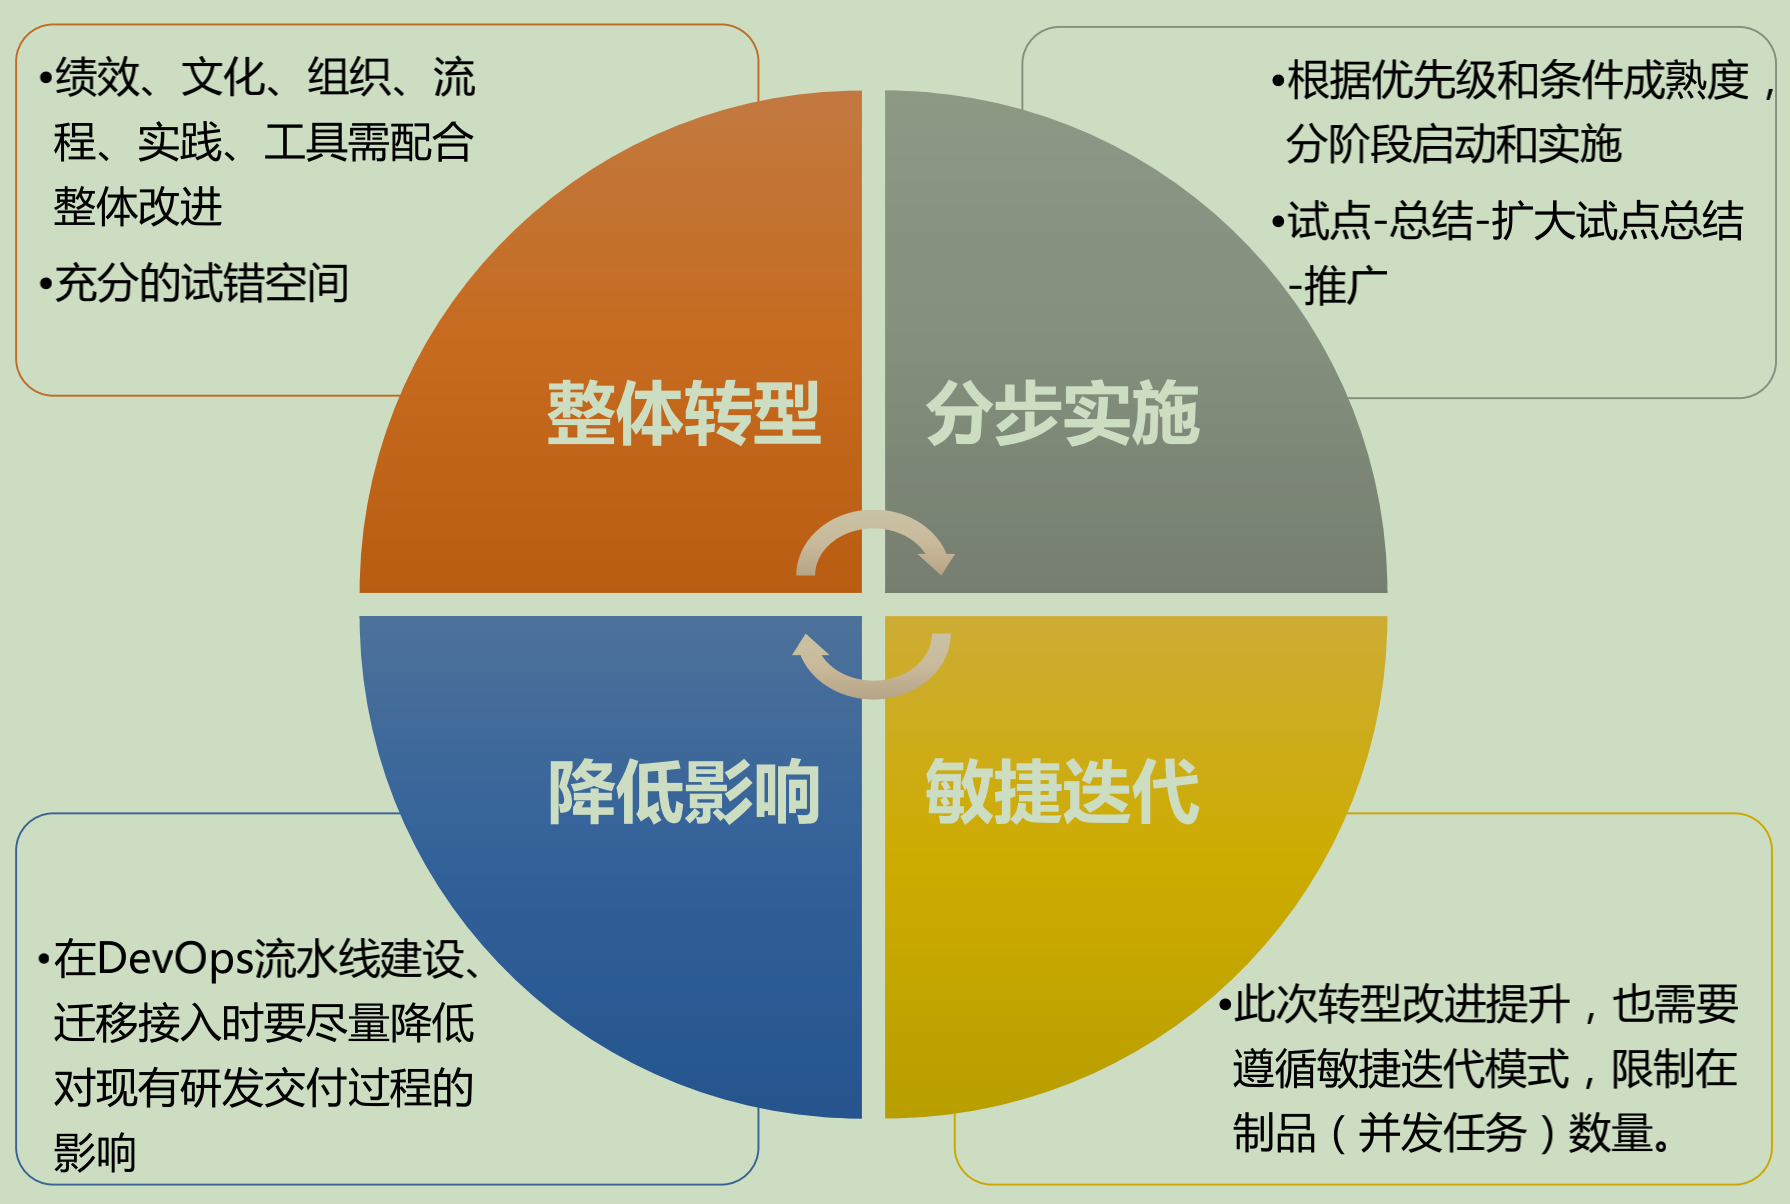 •绩效、文化、组织、流
程、实践、工具需配合
整体改进
•充分的试错空间
•根据优先级和条件成熟度，
分阶段启动和实施
•试点-总结-扩大试点总结
-推广
整体转型
分步实施
降低影响
敏捷迭代
•在DevOps流水线建设、
迁移接入时要尽量降低
对现有研发交付过程的
影响
•此次转型改进提升，也需要
遵循敏捷迭代模式，限制在
制品（并发任务）数量。